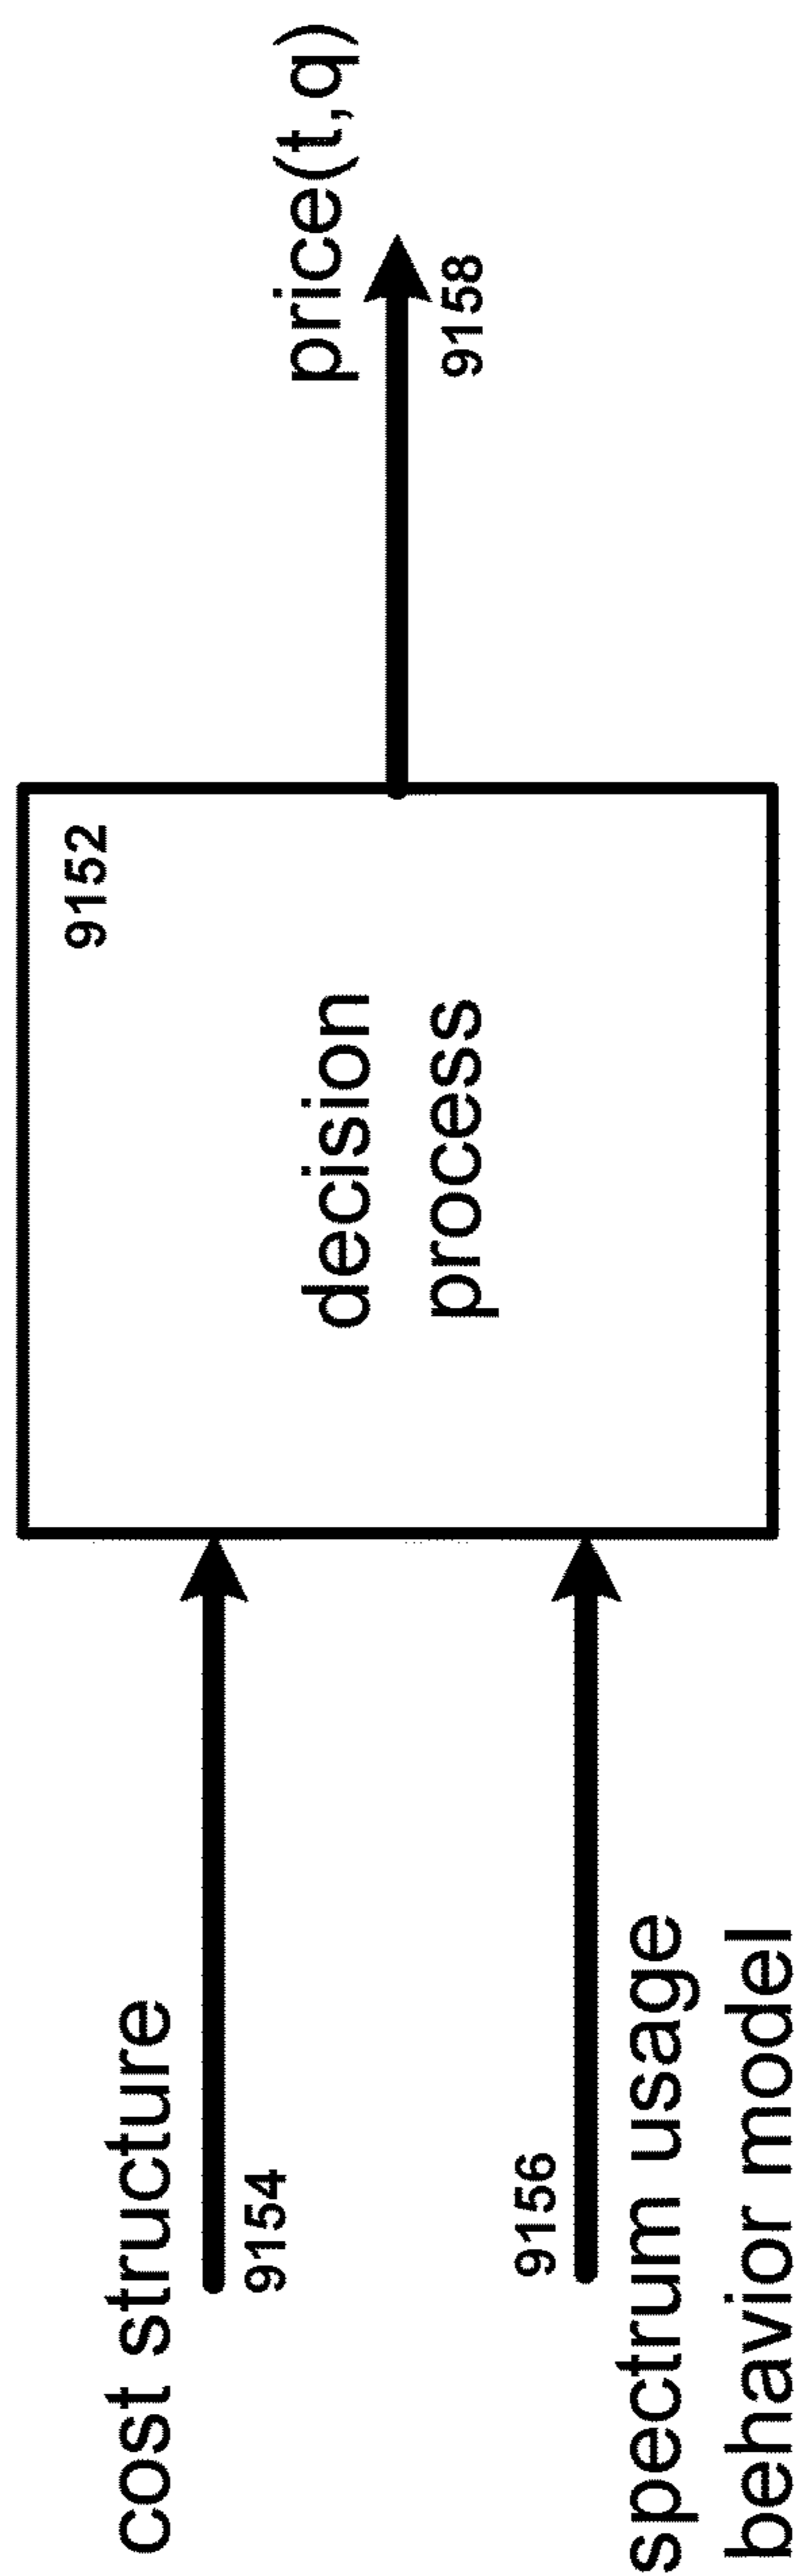 cost structure
9154
9156
spectrum usage
behavior model
9152
decision
process
price(t,q)
9158